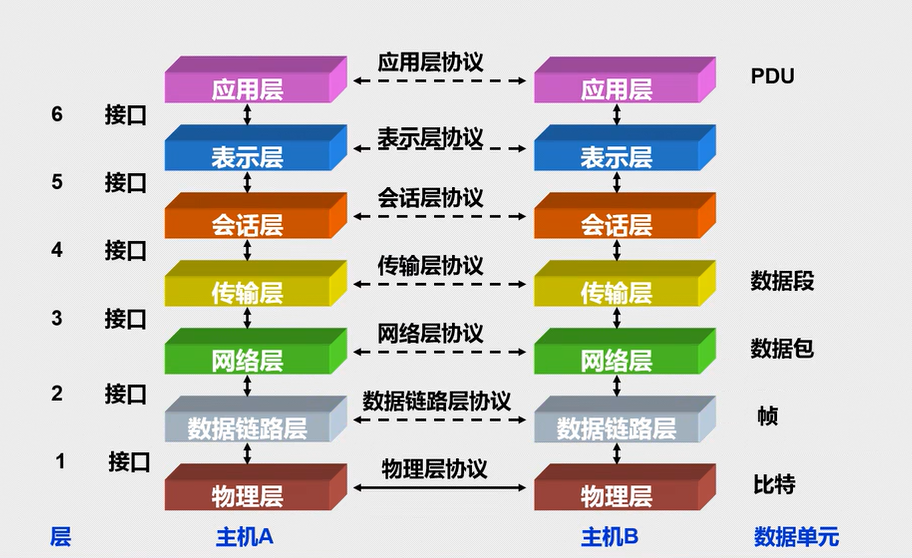 应用层协议
应用层
应用层
PDU
6
接口
表示层协议
表示层
表示层
5
接口
会话层协议
会话层
会话层
4
接口
传输层协议
传输层
传输层
数据段
3
接口
网络层协议
网络层
网络层
数据包
2
接口
数据链路层协议
数据链路层
数据链路层
帧
1
接口
物理层协议
物理层
物理层
比特
层
主机A
主机B
数据单元